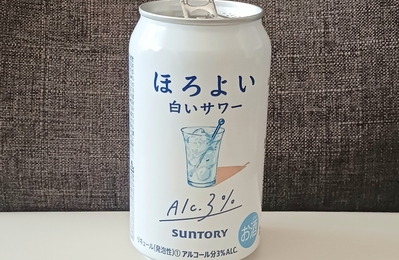 ほろよい
白いサワー
Alc.3%
SUNTORY
お酒
リキュール(発泡性)① アルコール分3%ALC.